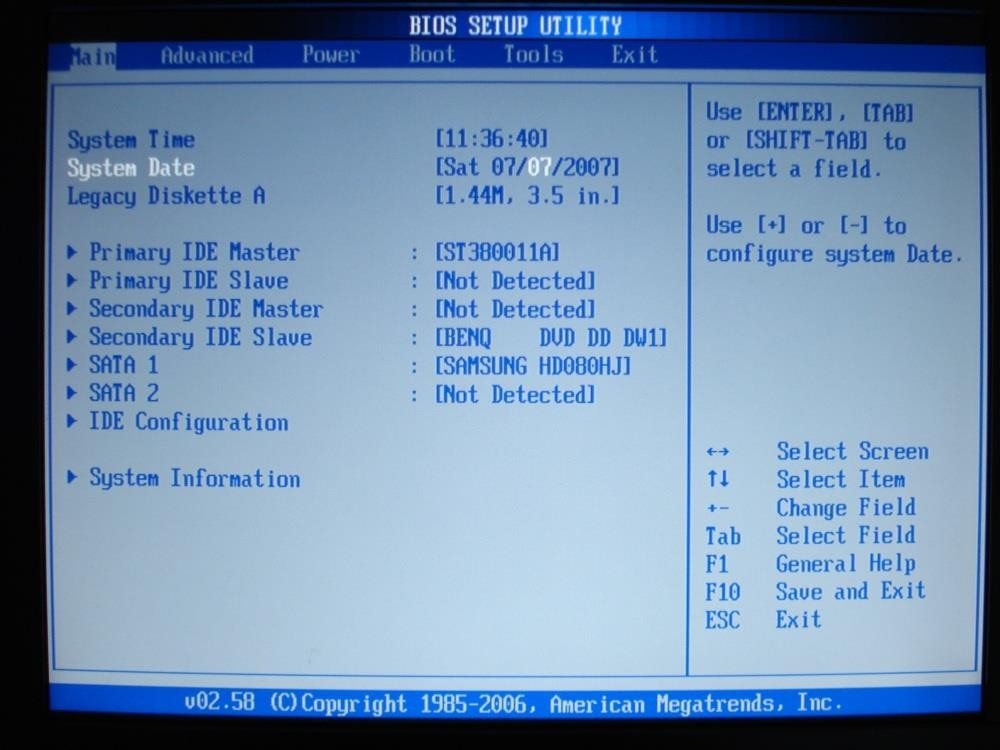 BIOS SETUP UTILITY
Main Advanced Power Boot Tools Exit
System Time [11:36:40]
System Date [Sat 07/07/2007]
Legacy Diskette A [1.44M, 3.5 in.]
Primary IDE Master : [ST380011A]
Primary IDE Slave : [Not Detected]
Secondary IDE Master : [Not Detected]
Secondary IDE Slave : [BENQ DVD DD DW1]
SATA 1 : [SAMSUNG HD080HJ]
SATA 2 : [Not Detected]
IDE Configuration
System Information
Use [ENTER], [TAB]
or [SHIFT-TAB] to
select a field.
Use [+] or [-] to
configure system Date.
↔ Select Screen
↑↓ Select Item
+- Change Field
Tab Select Field
F1 General Help
F10 Save and Exit
ESC Exit
v02.58 (C)Copyright 1985-2006, American Megatrends, Inc.